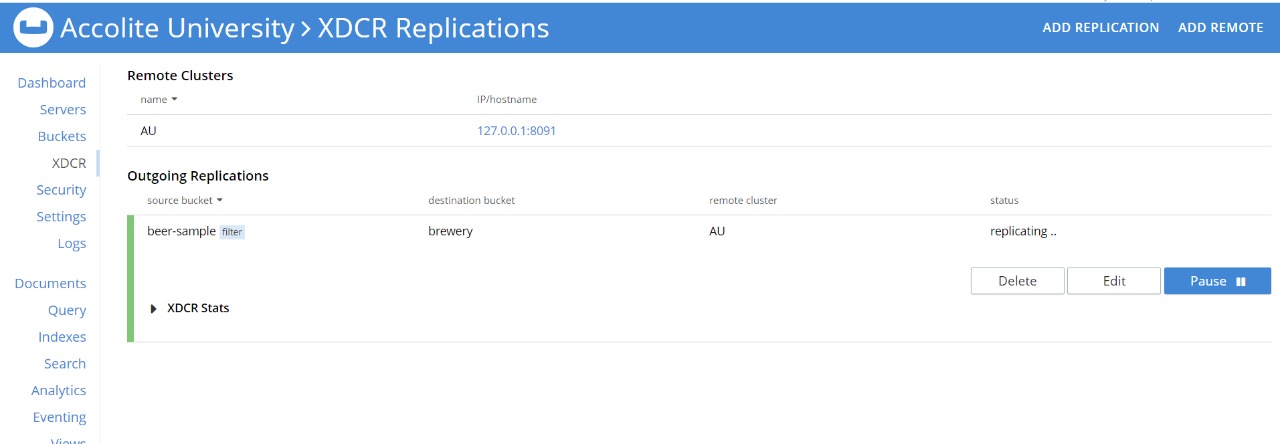 Accolite University > XDCR Replications
ADD REPLICATION ADD REMOTE
Dashboard
Servers
Buckets
XDCR
Security
Settings
Logs
Documents
Query
Indexes
Search
Analytics
Eventing
Views
Remote Clusters
name IP/hostname
AU 127.0.0.1:8091
Outgoing Replications
source bucket destination bucket remote cluster status
beer-sample filter brewery AU replicating ..
Delete Edit Pause
XDCR Stats